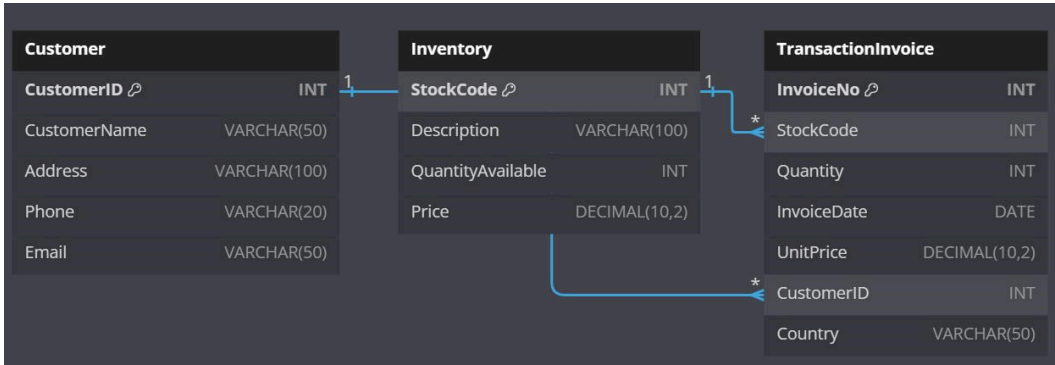 Customer
CustomerID INT
CustomerName VARCHAR(50)
Address VARCHAR(100)
Phone VARCHAR(20)
Email VARCHAR(50)
1
Inventory
StockCode INT
Description VARCHAR(100)
QuantityAvailable INT
Price DECIMAL(10,2)
1
*
*
TransactionInvoice
InvoiceNo INT
StockCode INT
Quantity INT
InvoiceDate DATE
UnitPrice DECIMAL(10,2)
CustomerID INT
Country VARCHAR(50)